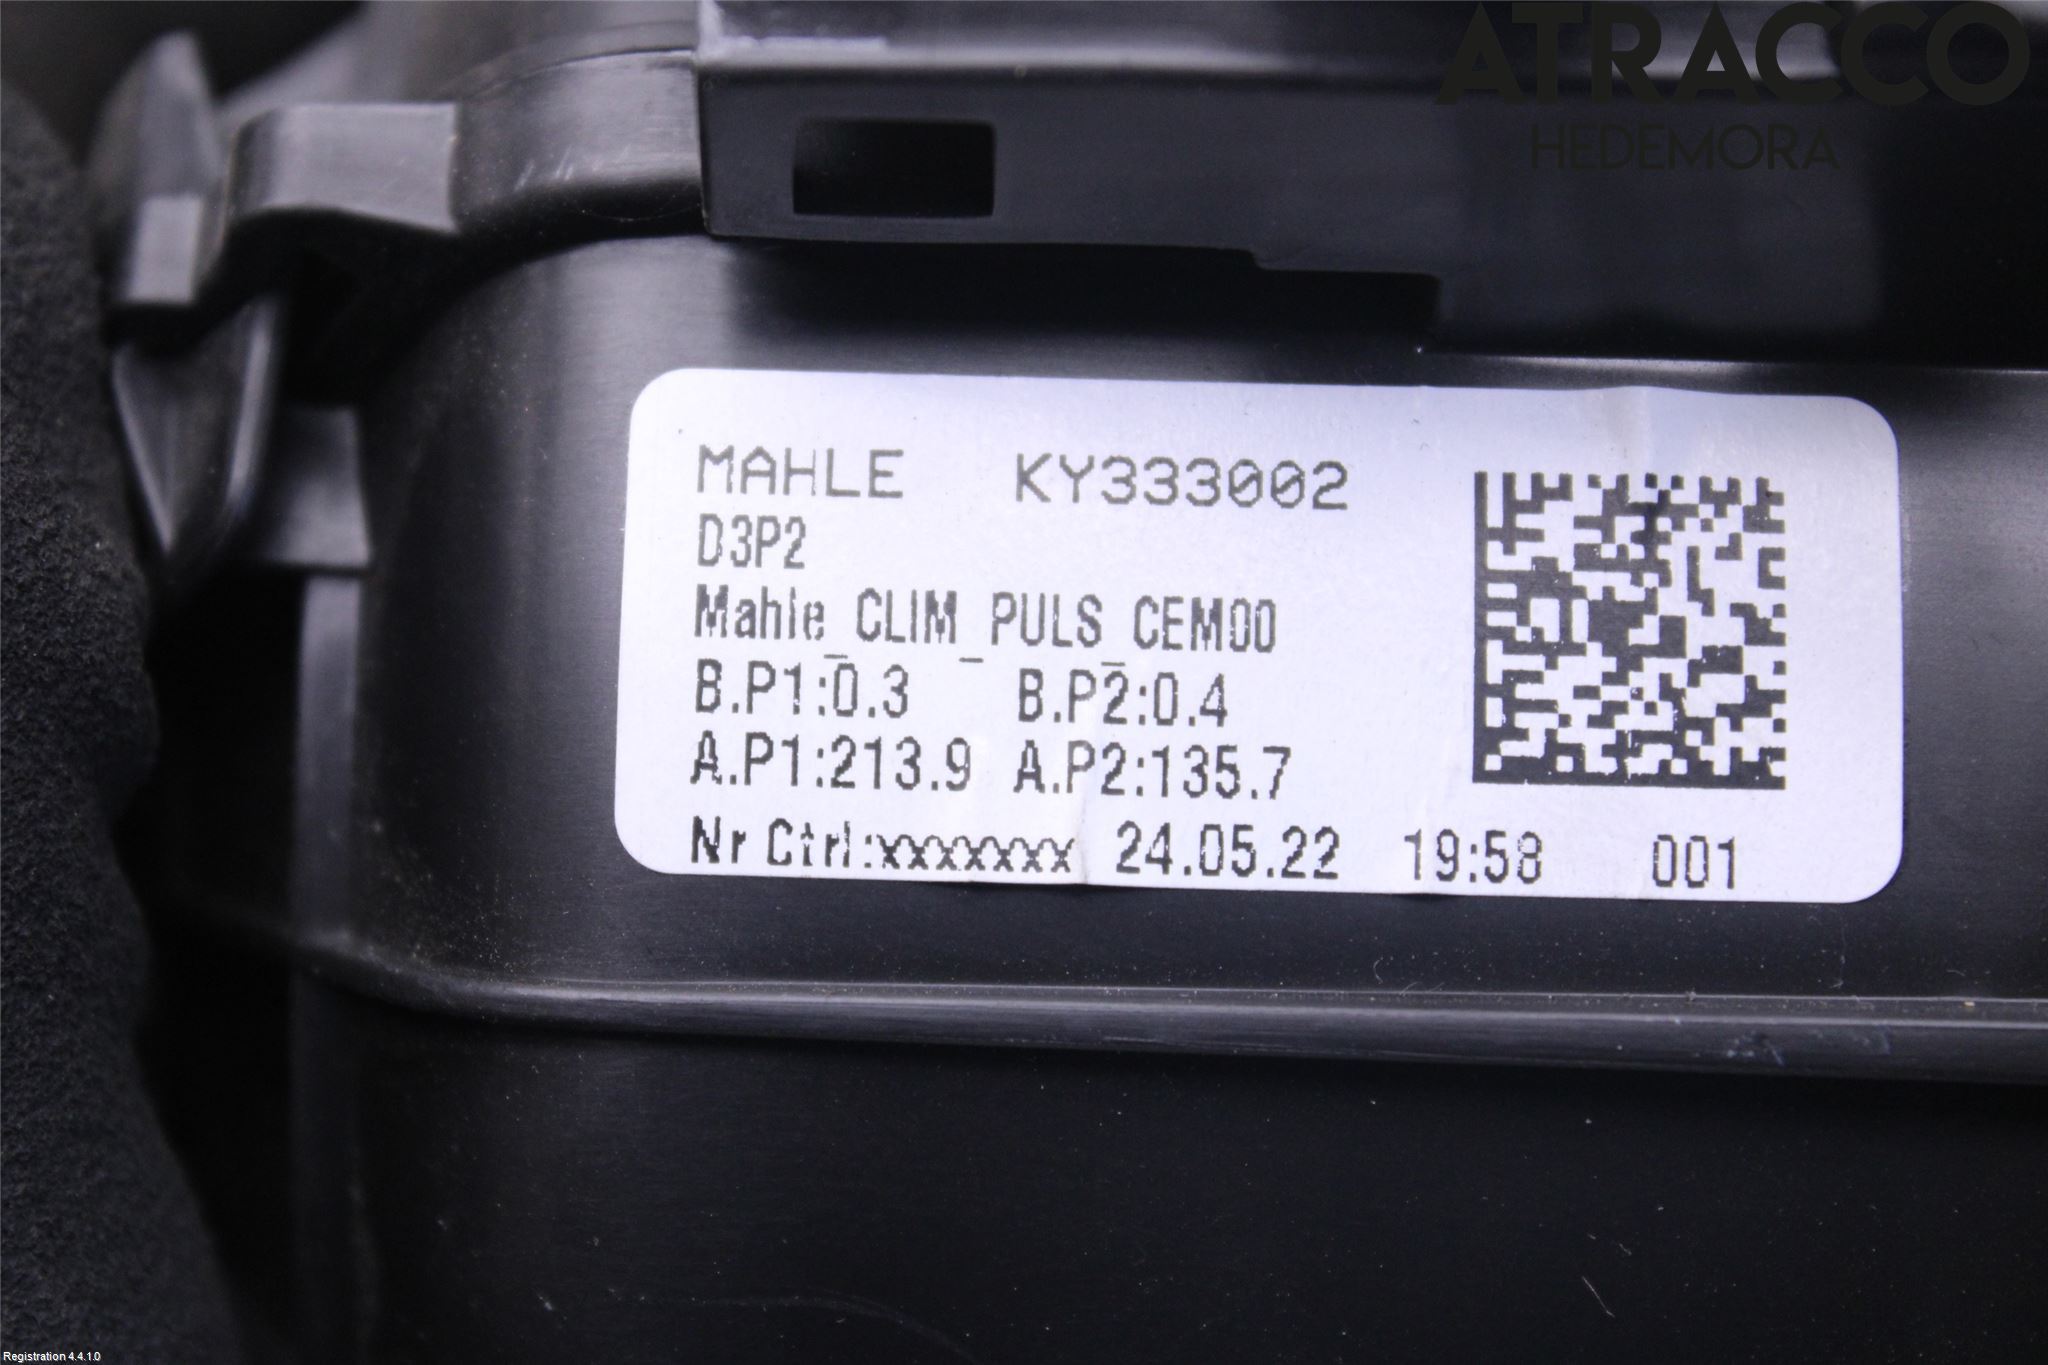 ATRACCO
HEDEMORA
MAHLE KY333002
D3P2
Mahle_CLIM_PULS_CEM00
B.P1:0.3 B.P2:0.4
A.P1:213.9 A.P2:135.7
Nr Ctrl:xxxxxxx 24.05.22 19:58 001
Registration 4.4.1.0